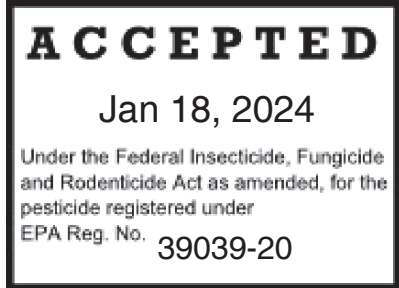 ACCEPTED
Jan 18, 2024
Under the Federal Insecticide, Fungicide
and Rodenticide Act as amended, for the
pesticide registered under
EPA Reg. No. 39039-20